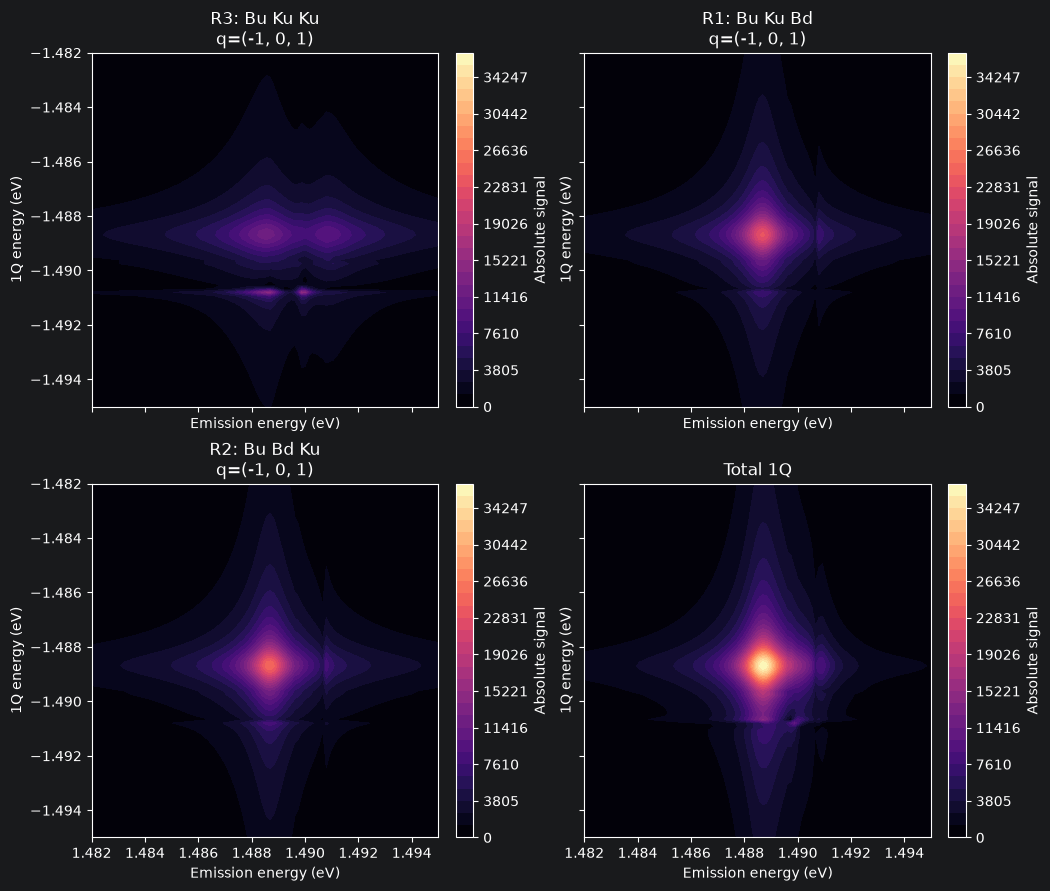 R3: Bu Ku Ku
q=(-1, 0, 1)
1Q energy (eV)
−1.482
−1.484
−1.486
−1.488
−1.490
−1.492
−1.494
Emission energy (eV)
34247
30442
26636
22831
19026
15221
11416
7610
3805
0
Absolute signal
R1: Bu Ku Bd
q=(-1, 0, 1)
1Q energy (eV)
Emission energy (eV)
34247
30442
26636
22831
19026
15221
11416
7610
3805
0
Absolute signal
R2: Bu Bd Ku
q=(-1, 0, 1)
1Q energy (eV)
−1.482
−1.484
−1.486
−1.488
−1.490
−1.492
−1.494
1.482 1.484 1.486 1.488 1.490 1.492 1.494
Emission energy (eV)
34247
30442
26636
22831
19026
15221
11416
7610
3805
0
Absolute signal
Total 1Q
1Q energy (eV)
1.482 1.484 1.486 1.488 1.490 1.492 1.494
Emission energy (eV)
34247
30442
26636
22831
19026
15221
11416
7610
3805
0
Absolute signal